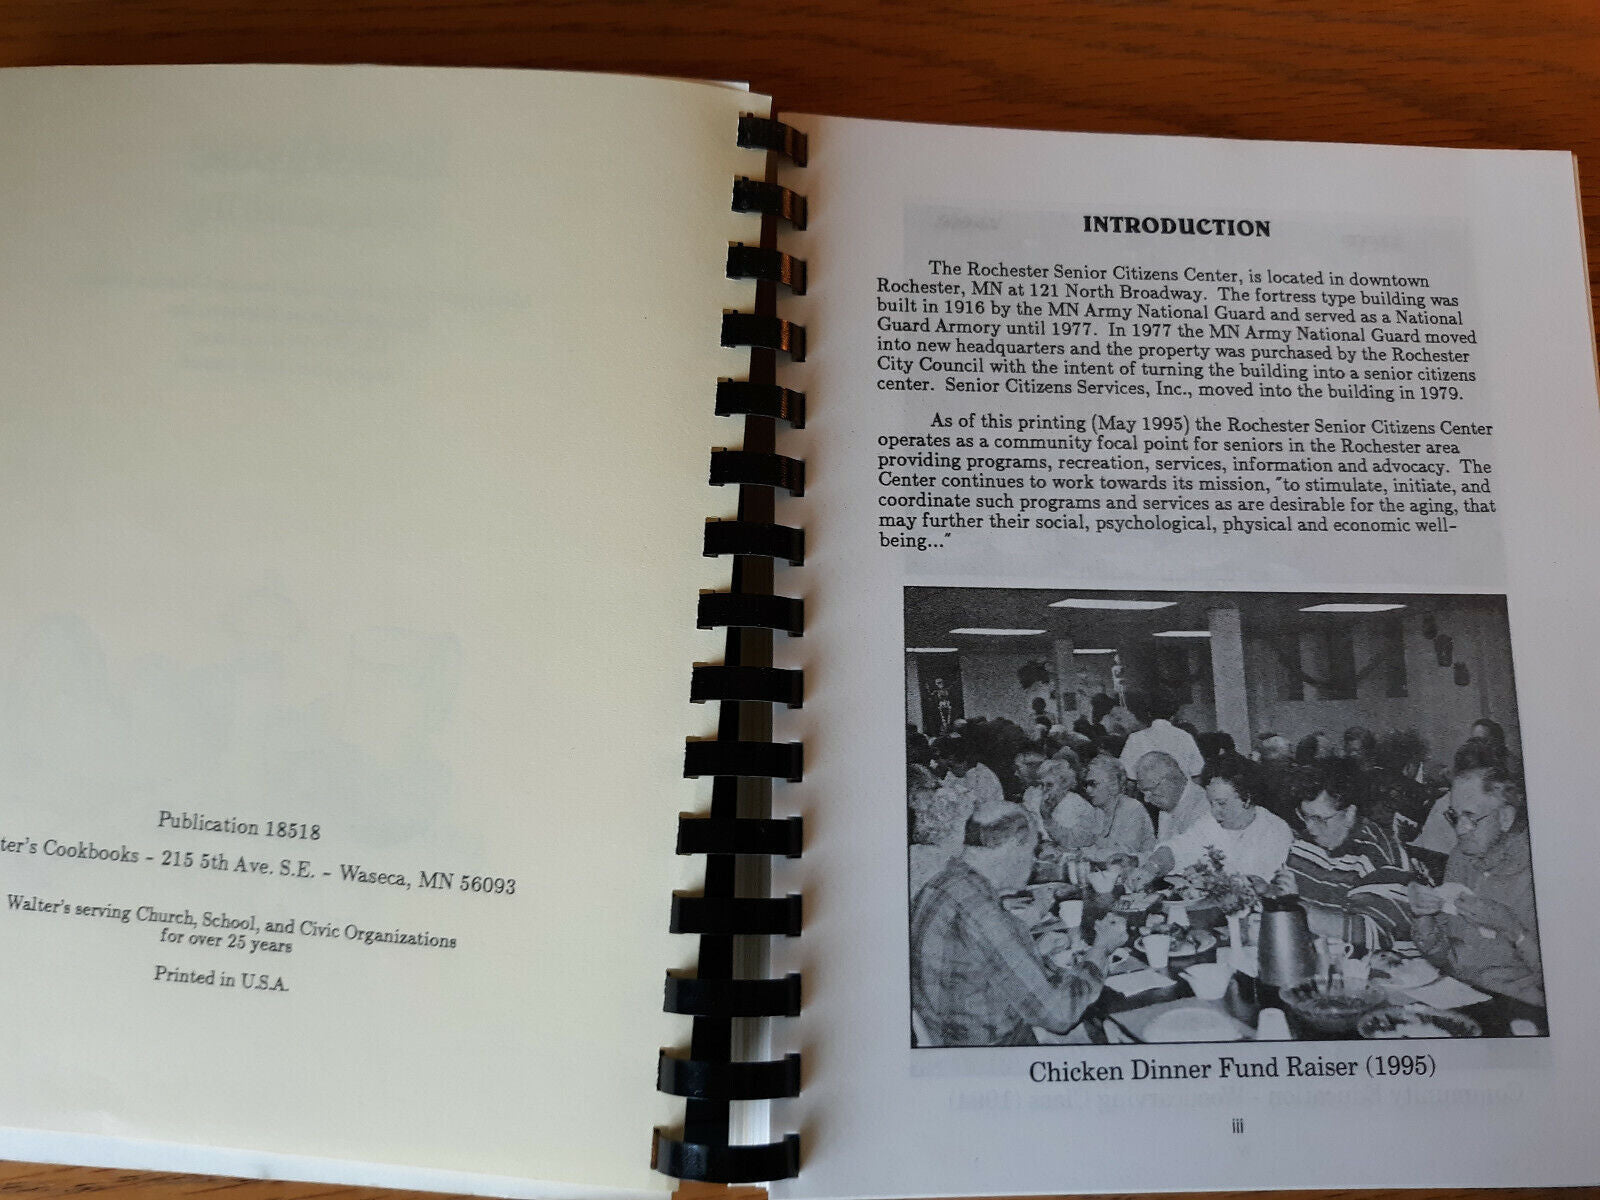 Publication 18518
ter's Cookbooks - 215 5th Ave. S.E. - Waseca, MN 56093
Walter's serving Church, School, and Civic Organizations
for over 25 years
Printed in U.S.A.
INTRODUCTION
The Rochester Senior Citizens Center, is located in downtown
Rochester, MN at 121 North Broadway. The fortress type building was
built in 1916 by the MN Army National Guard and served as a National
Guard Armory until 1977. In 1977 the MN Army National Guard moved
into new headquarters and the property was purchased by the Rochester
City Council with the intent of turning the building into a senior citizens
center. Senior Citizens Services, Inc., moved into the building in 1979.
As of this printing (May 1995) the Rochester Senior Citizens Center
operates as a community focal point for seniors in the Rochester area
providing programs, recreation, services, information and advocacy. The
Center continues to work towards its mission, "to stimulate, initiate, and
coordinate such programs and services as are desirable for the aging, that
may further their social, psychological, physical and economic well-
being..."
Chicken Dinner Fund Raiser (1995)
iii